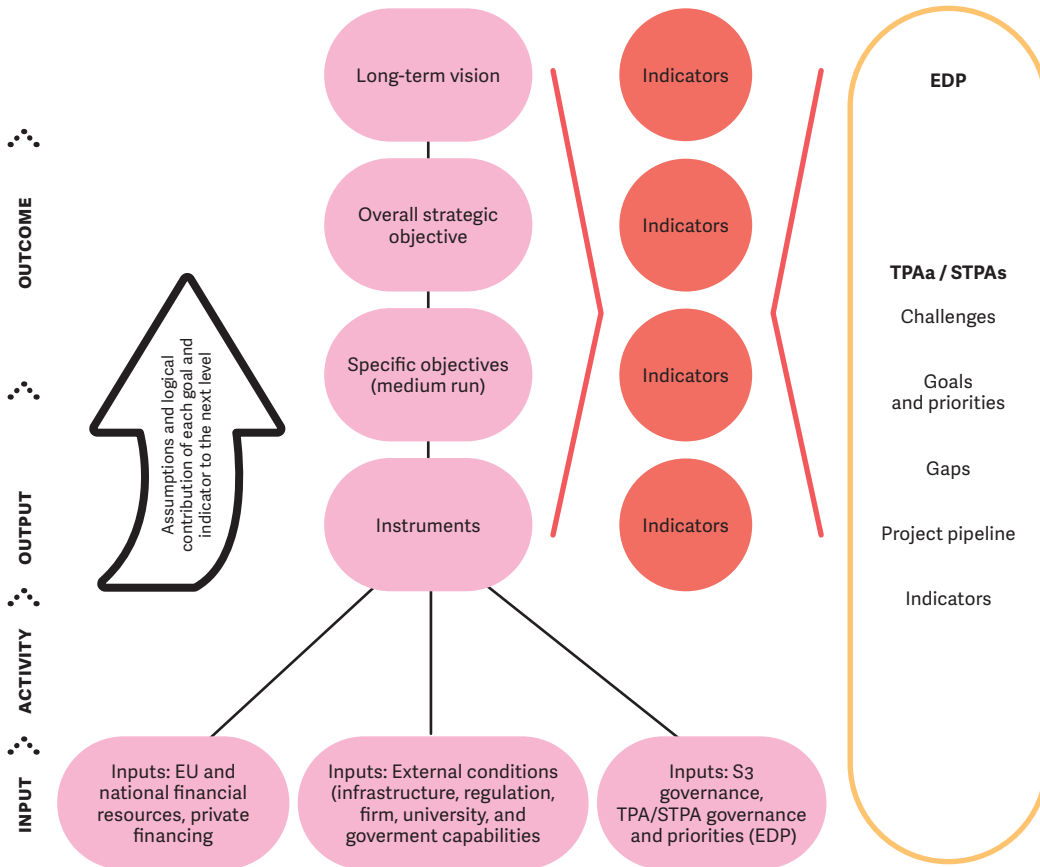 OUTCOME
OUTPUT
ACTIVITY
INPUT
Assumptions and logical
contribution of each goal and
indicator to the next level
Long-term vision
Overall strategic
objective
Specific objectives
(medium run)
Instruments
Indicators
Indicators
Indicators
Indicators
EDP
TPAa / STPAs
Challenges
Goals
and priorities
Gaps
Project pipeline
Indicators
Inputs: EU and
national financial
resources, private
financing
Inputs: External conditions
(infrastructure, regulation,
firm, university, and
goverment capabilities
Inputs: S3
governance,
TPA/STPA governance
and priorities (EDP)